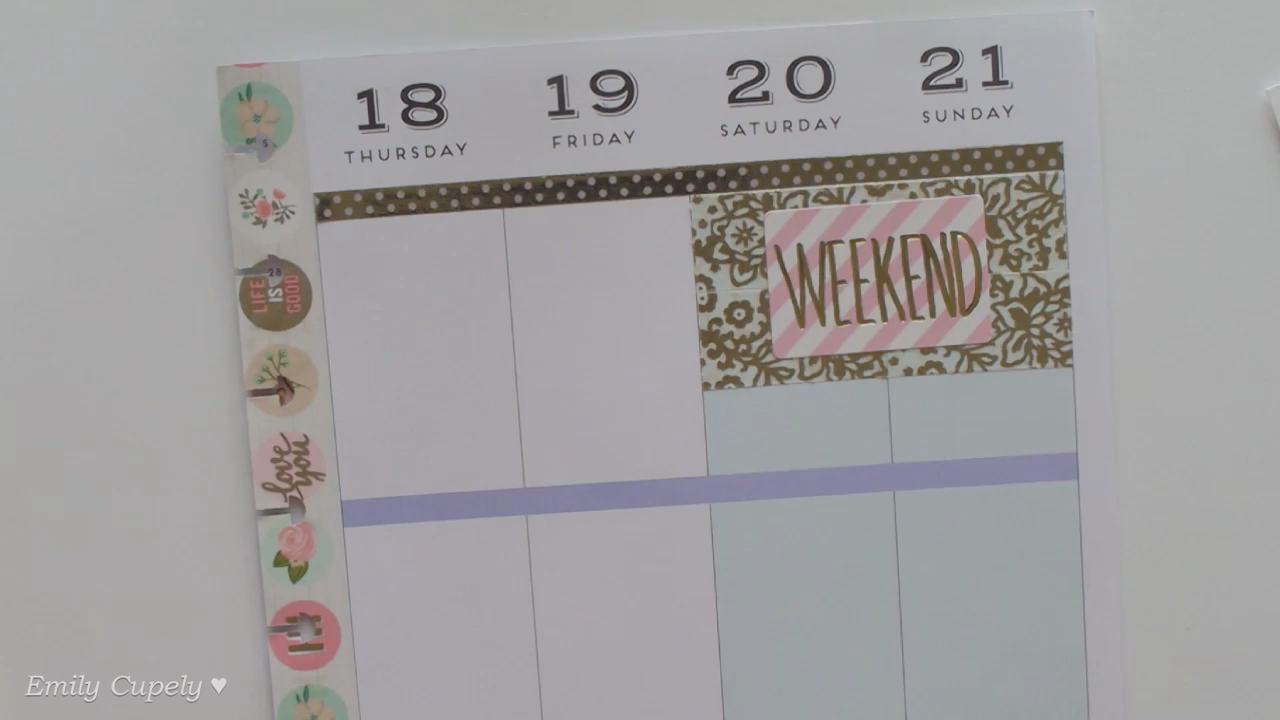 18 19 20 21
THURSDAY FRIDAY SATURDAY SUNDAY
WEEKEND
LIFE
IS
GOOD
love
you
Emily Cupely ♥